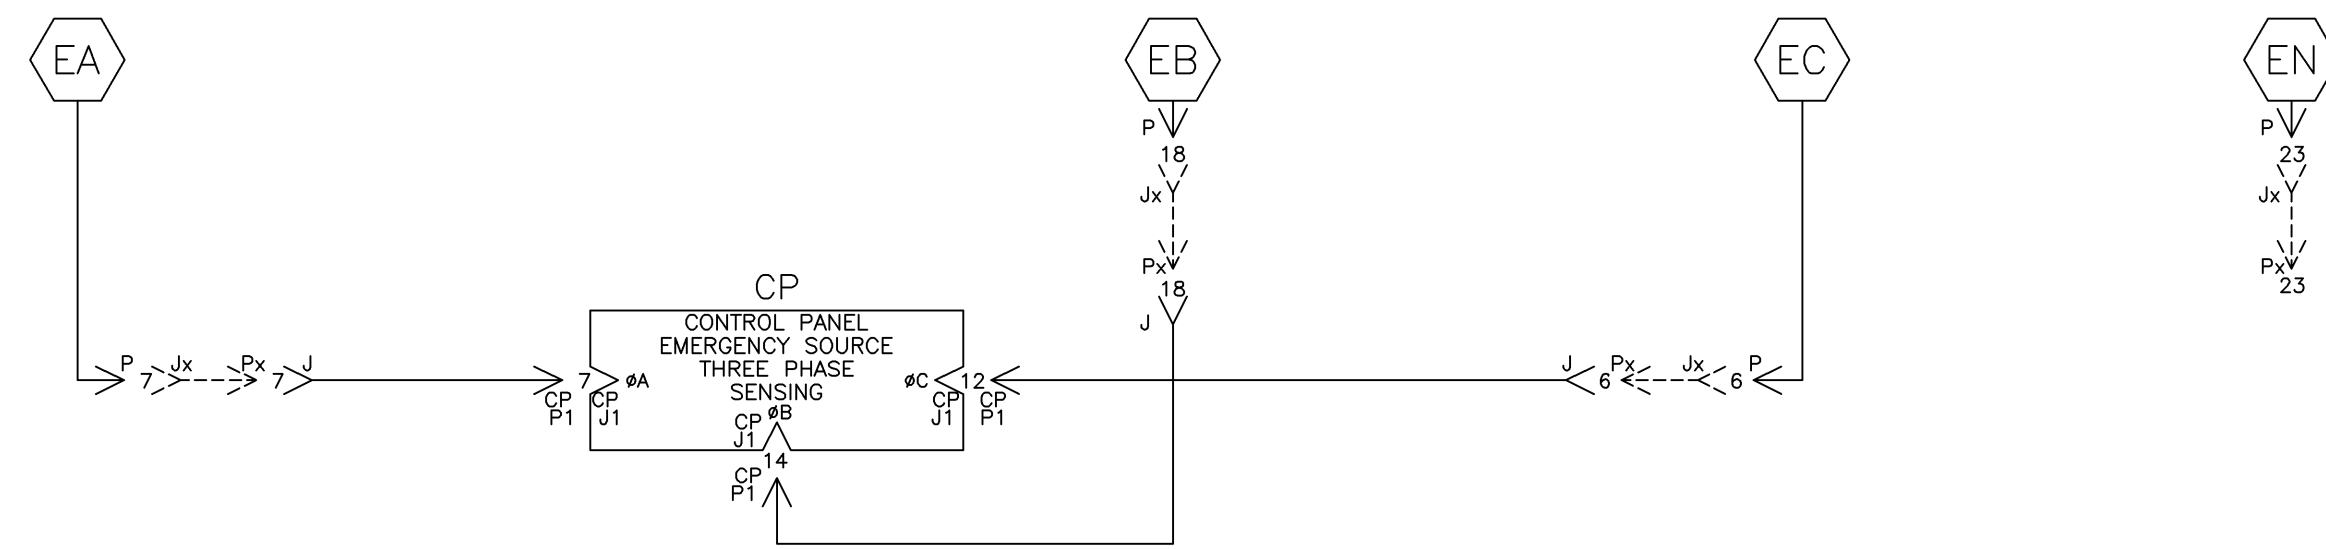 EA
EB
EC
EN
P
P
18
23
Jx
Jx
Px
Px
18
23
CP
J
CONTROL PANEL
EMERGENCY SOURCE
THREE PHASE
SENSING
P
Jx
Px
J
J
Px
Jx
P
7
7
7
øA
øC
12
6
6
CP
CP
CP
CP
P1
J1
J1
P1
øB
CP
J1
14
CP
P1